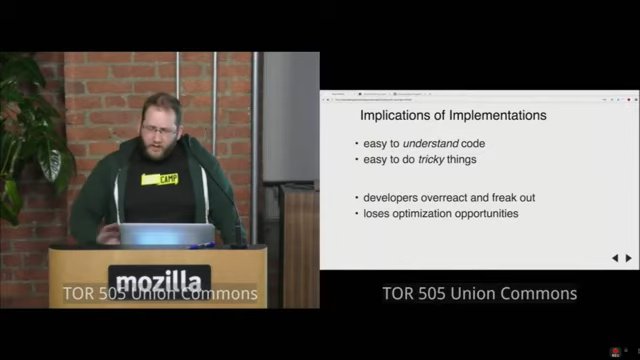 CAMP
mozilla
TOR 505 Union Commons
Implications of Implementations
• easy to understand code
• easy to do tricky things
• developers overreact and freak out
• loses optimization opportunities
TOR 505 Union Commons